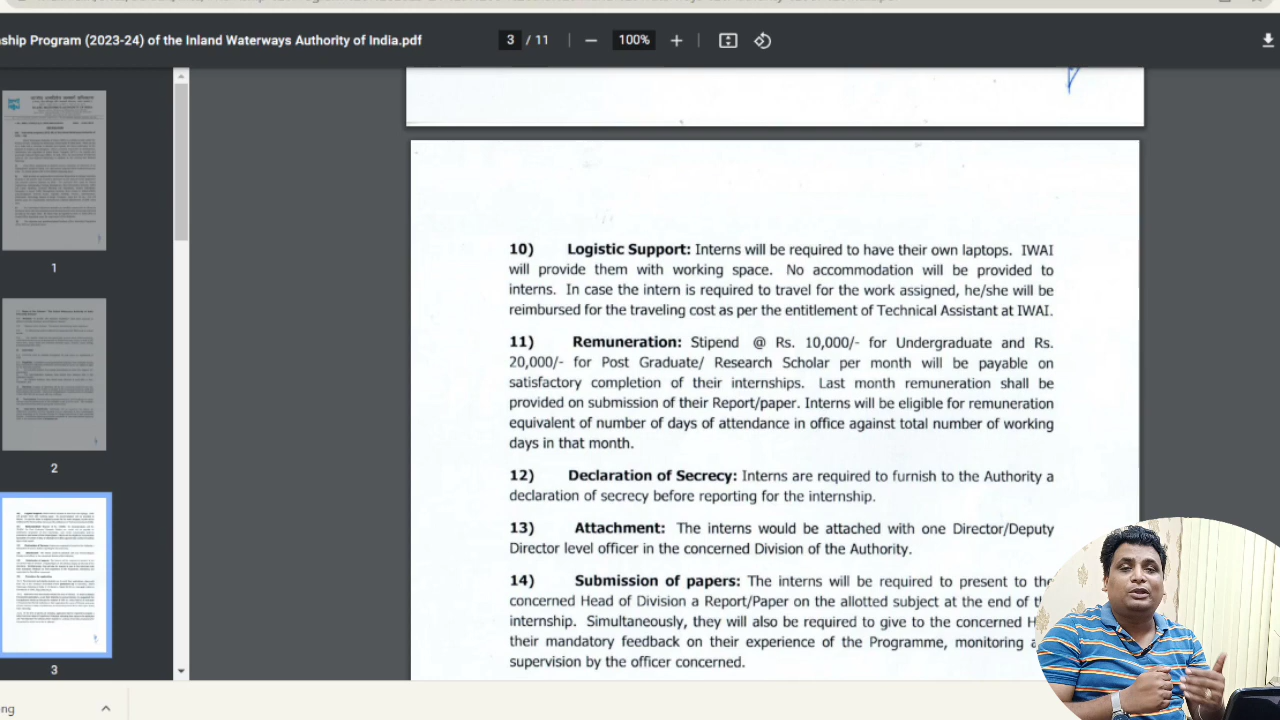 ship Program (2023-24) of the Inland Waterways Authority of India.pdf
3 / 11
100%
10) Logistic Support: Interns will be required to have their own laptops. IWAI
will provide them with working space. No accommodation will be provided to
interns. In case the intern is required to travel for the work assigned, he/she will be
reimbursed for the traveling cost as per the entitlement of Technical Assistant at IWAI.
11) Remuneration: Stipend @ Rs. 10,000/- for Undergraduate and Rs.
20,000/- for Post Graduate/ Research Scholar per month will be payable on
satisfactory completion of their internships. Last month remuneration shall be
provided on submission of their Report/paper. Interns will be eligible for remuneration
equivalent of number of days of attendance in office against total number of working
days in that month.
12) Declaration of Secrecy: Interns are required to furnish to the Authority a
declaration of secrecy before reporting for the internship.
13) Attachment: The interns would be attached with one Director/Deputy
Director level officer in the concerned Division of the Authority.
14) Submission of papers: The interns will be required to present to the
concerned Head of Division a Report/Paper on the allotted subject at the end of
internship. Simultaneously, they will also be required to give to the concerned
their mandatory feedback on their experience of the Programme, monitoring
supervision by the officer concerned.
1
2
3
ng